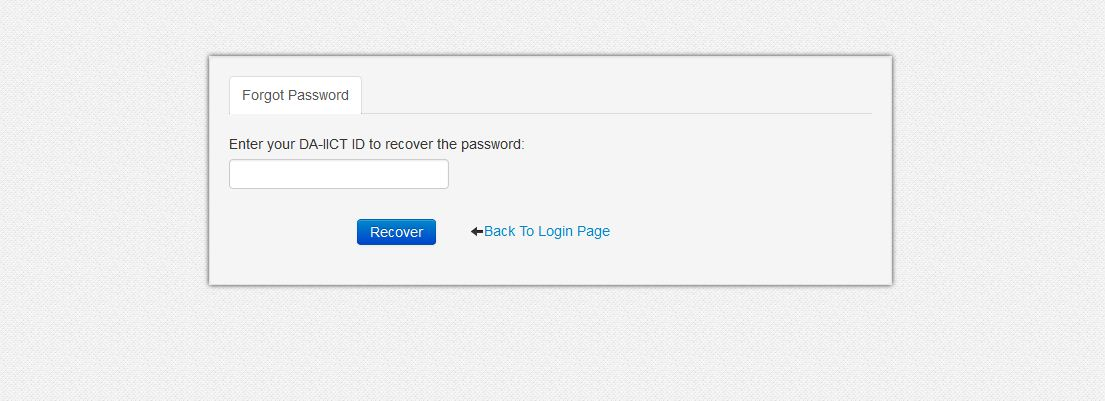 Forgot Password
Enter your DA-IICT ID to recover the password:
Recover
Back To Login Page